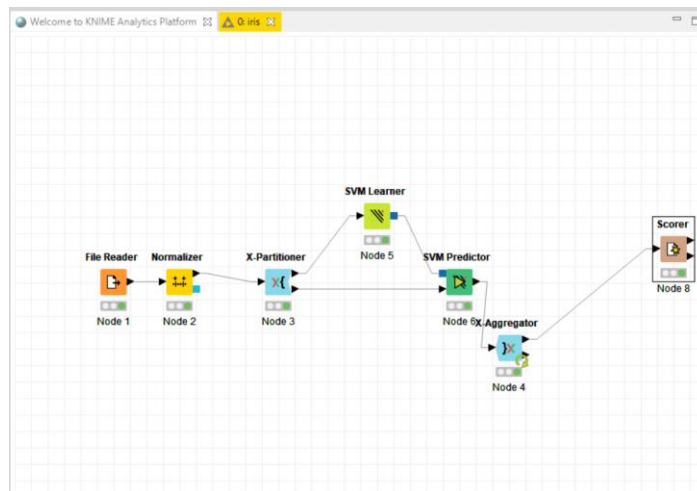 Welcome to KNIME Analytics Platform
0: iris
SVM Learner
Node 5
Scorer
Node 8
File Reader
Normalizer
X-Partitioner
SVM Predictor
Node 1
Node 2
Node 3
Node 6
X-Aggregator
Node 4